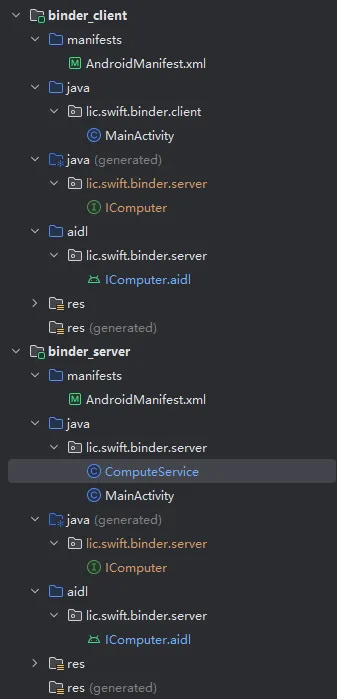 binder_client
manifests
AndroidManifest.xml
java
lic.swift.binder.client
MainActivity
java (generated)
lic.swift.binder.server
IComputer
aidl
lic.swift.binder.server
IComputer.aidl
res
res (generated)
binder_server
manifests
AndroidManifest.xml
java
lic.swift.binder.server
ComputeService
MainActivity
java (generated)
lic.swift.binder.server
IComputer
aidl
lic.swift.binder.server
IComputer.aidl
res
res (generated)